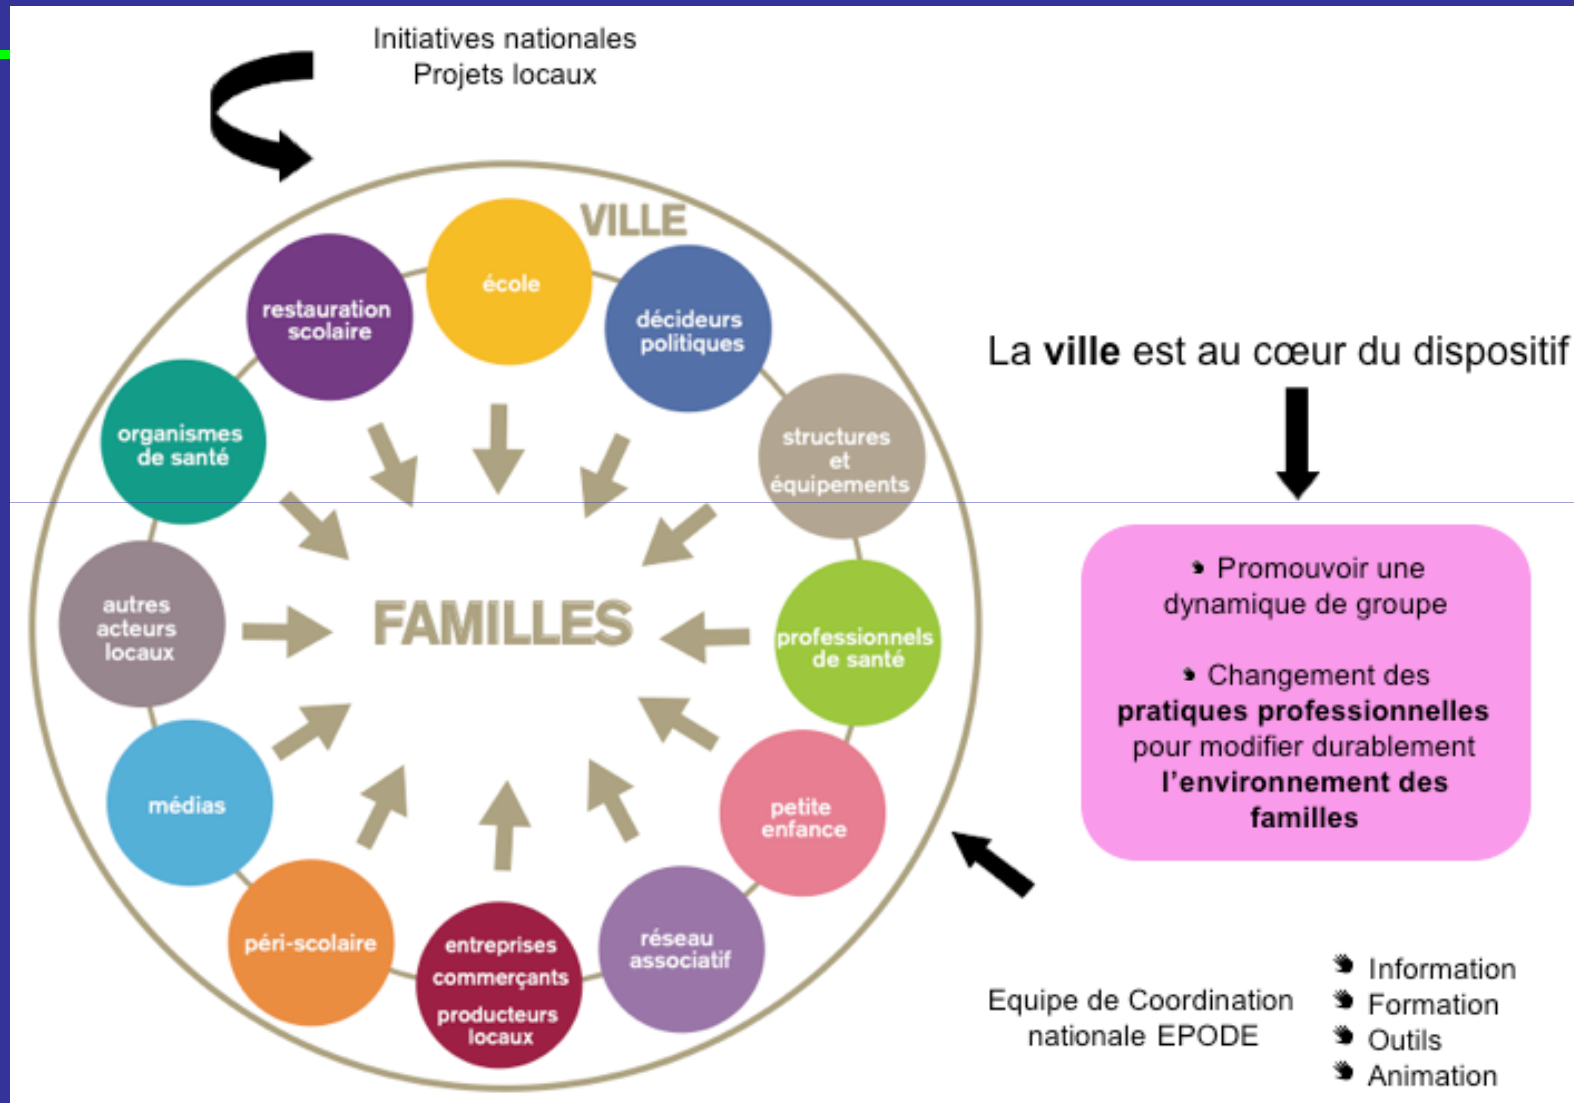 Initiatives nationales
Projets locaux
VILLE
école
restauration
scolaire
décideurs
politiques
organismes
de santé
structures
et
équipements
autres
acteurs
locaux
FAMILLES
professionnels
de santé
médias
petite
enfance
péri-scolaire
entreprises
commerçants
producteurs
locaux
réseau
associatif
La ville est au cœur du dispositif
Promouvoir une
dynamique de groupe
Changement des
pratiques professionnelles
pour modifier durablement
l'environnement des
familles
Equipe de Coordination
nationale EPODE
Information
Formation
Outils
Animation